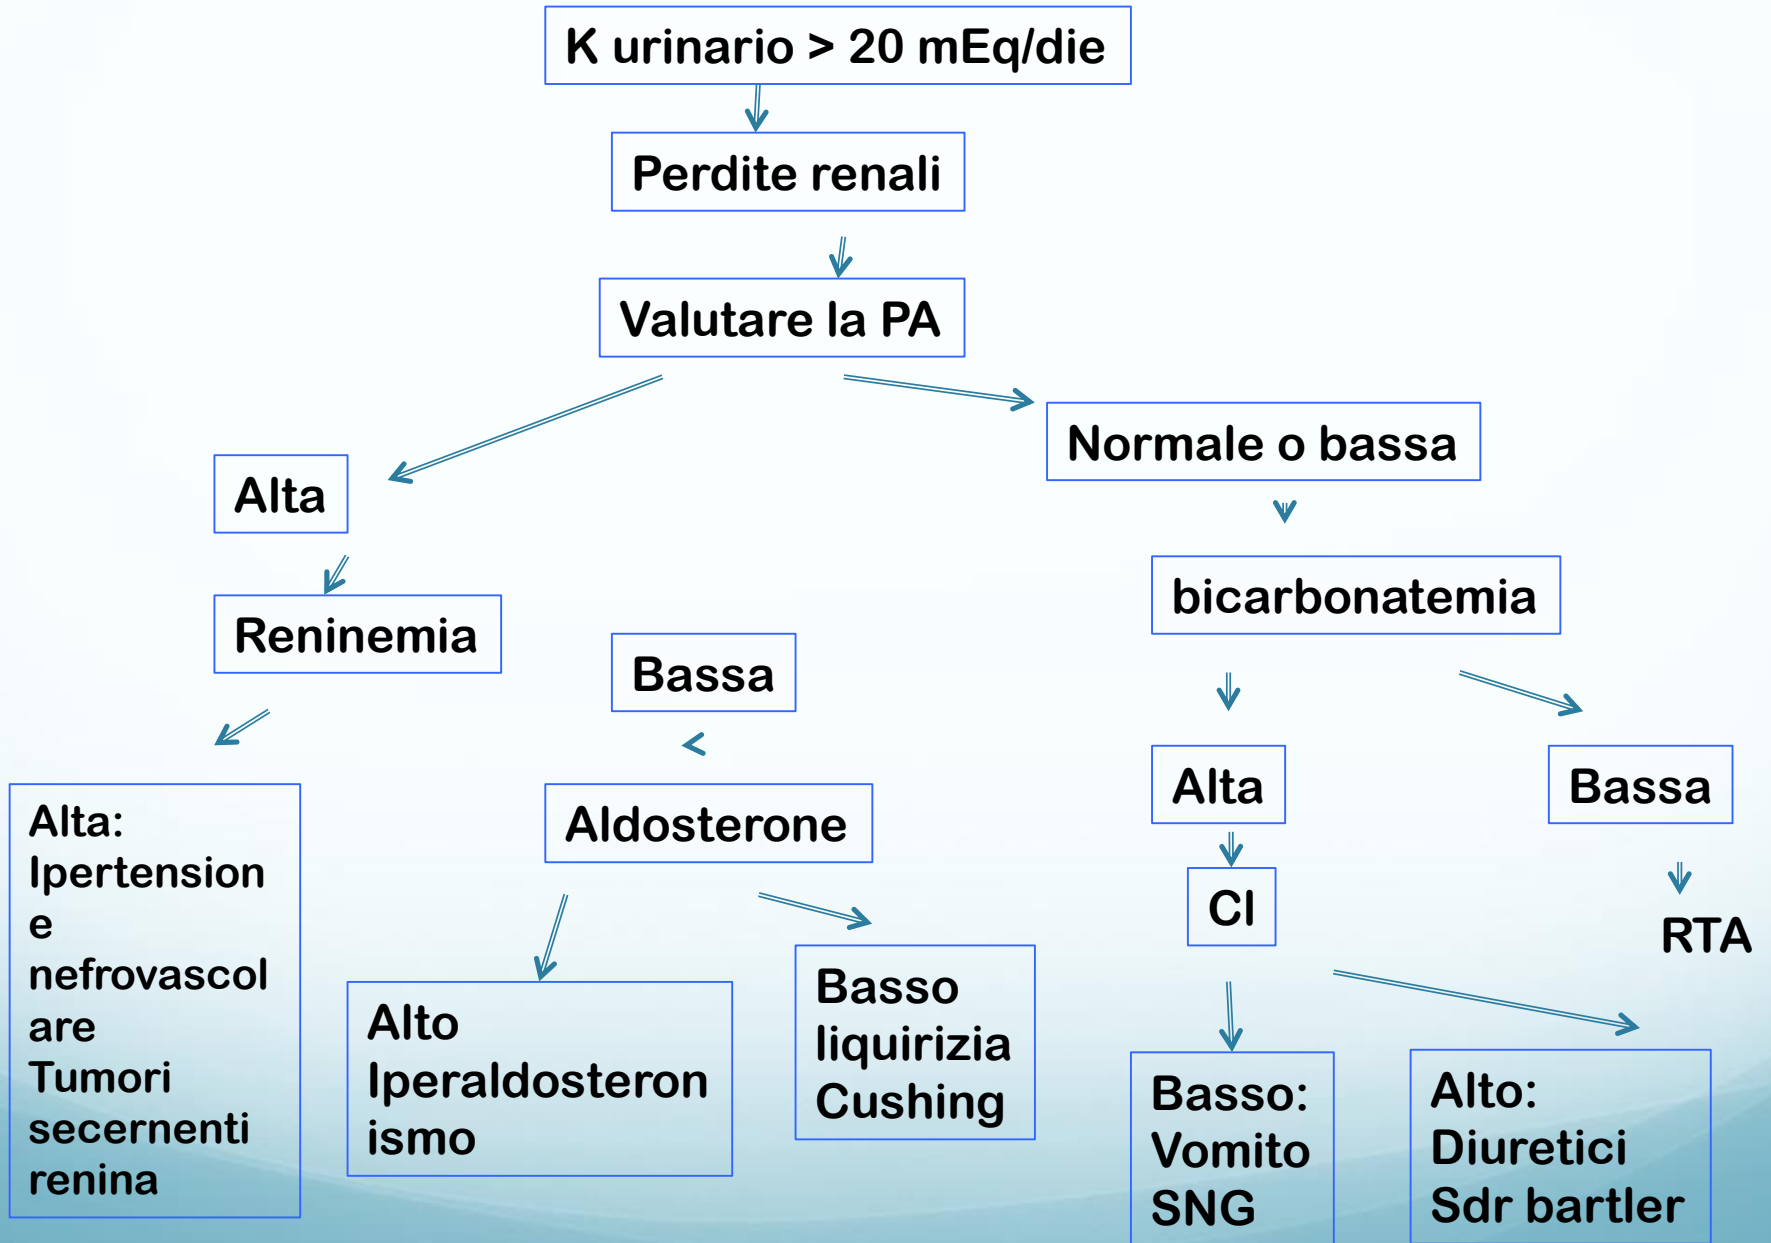 K urinario > 20 mEq/die
Perdite renali
Valutare la PA
Normale o bassa
Alta
bicarbonatemia
Reninemia
Bassa
Alta
Bassa
Alta:
Ipertension
e
nefrovascol
are
Tumori
secernenti
renina
Aldosterone
Cl
RTA
Alto
Iperaldosteron
ismo
Basso
liquirizia
Cushing
Basso:
Vomito
SNG
Alto:
Diuretici
Sdr bartler